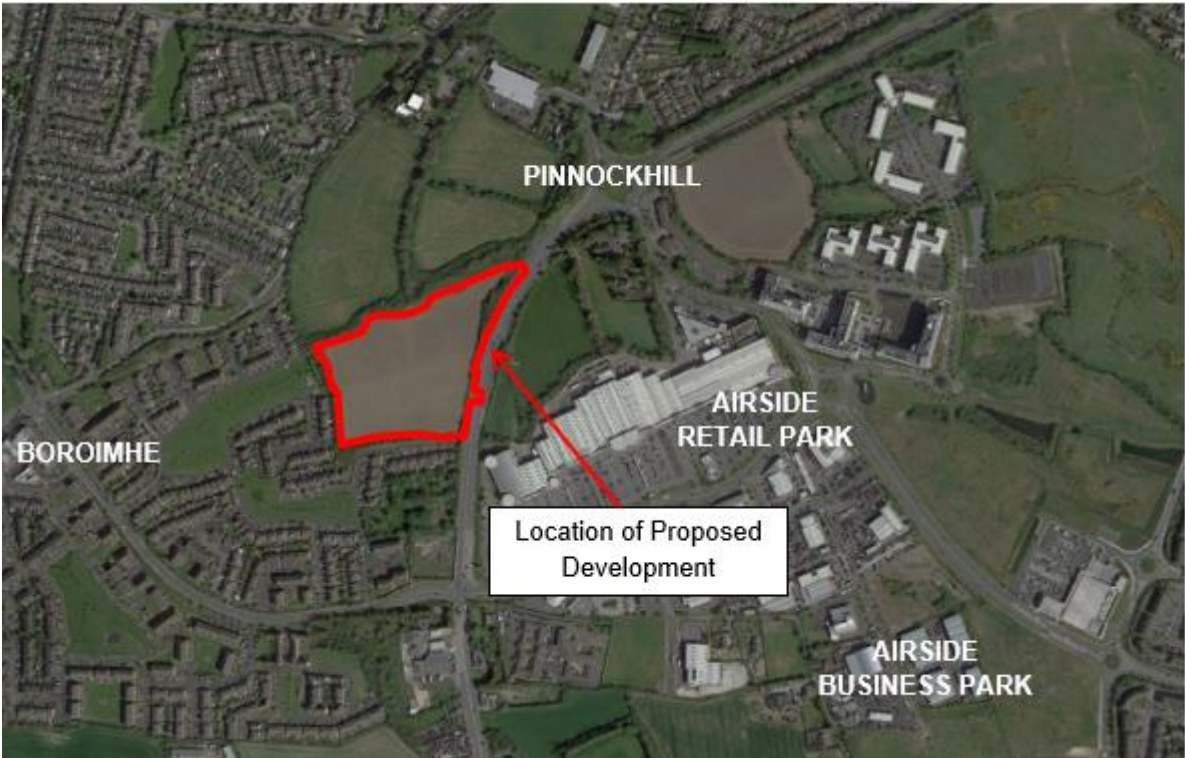 PINNOCKHILL
AIRSIDE
RETAIL PARK
BOROIMHE
Location of Proposed
Development
AIRSIDE
BUSINESS PARK